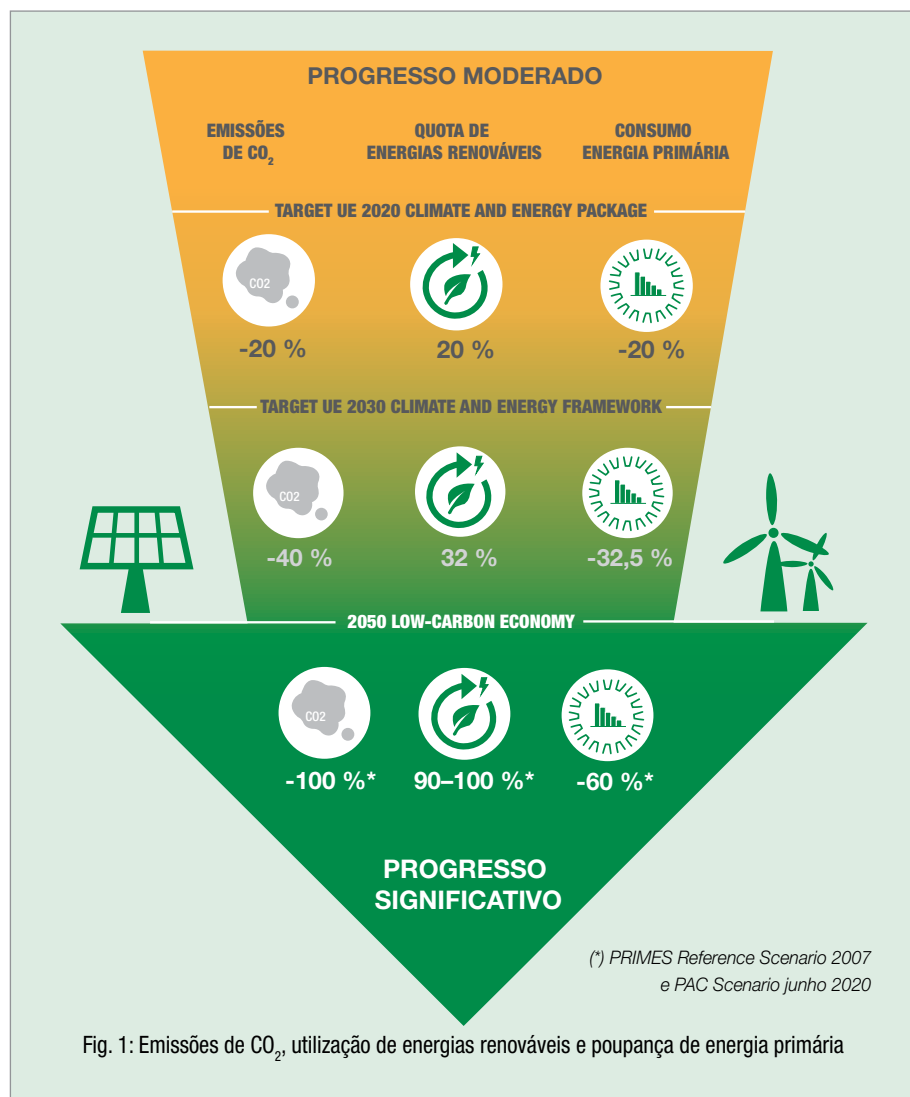 PROGRESSO MODERADO
EMISSÕES
DE CO₂
QUOTA DE
ENERGIAS RENOVÁVEIS
CONSUMO
ENERGIA PRIMÁRIA
TARGET UE 2020 CLIMATE AND ENERGY PACKAGE
CO2
-20 %
20 %
-20 %
TARGET UE 2030 CLIMATE AND ENERGY FRAMEWORK
CO2
-40 %
32 %
-32,5 %
2050 LOW-CARBON ECONOMY
CO2
-100 %*
90–100 %*
-60 %*
PROGRESSO
SIGNIFICATIVO
(*) PRIMES Reference Scenario 2007
e PAC Scenario junho 2020
Fig. 1: Emissões de CO₂, utilização de energias renováveis e poupança de energia primária